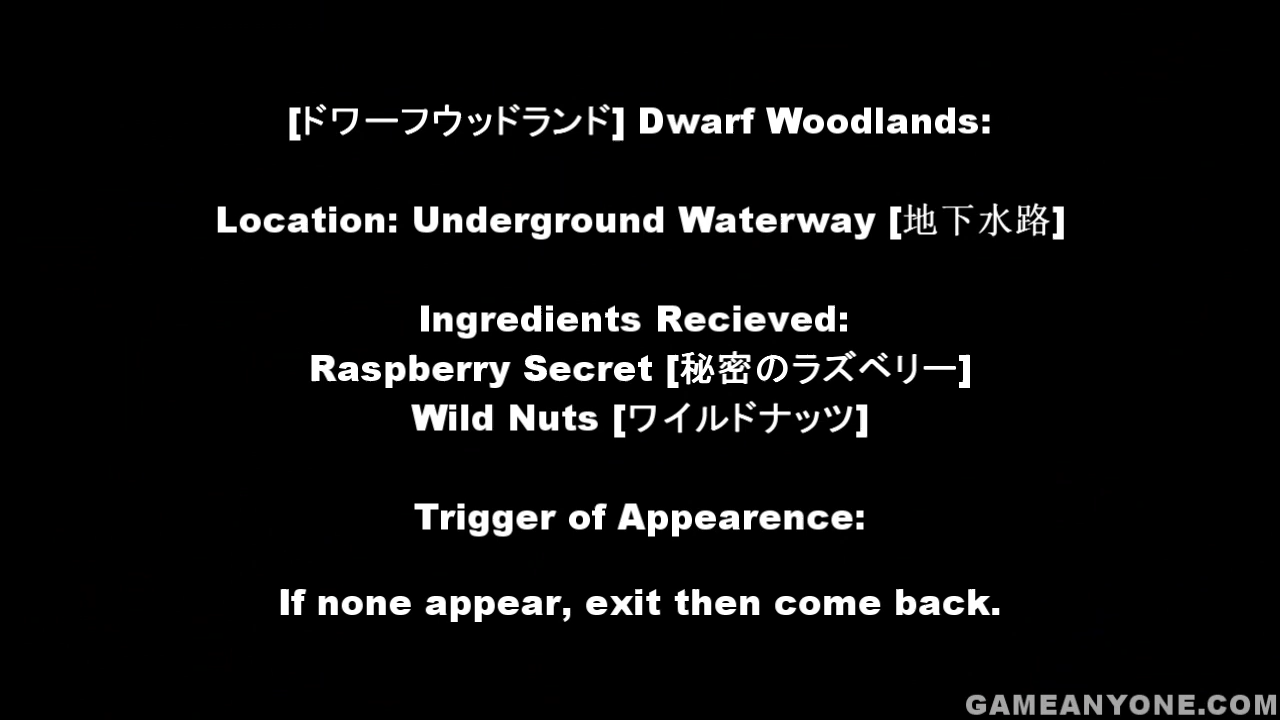 [ドワーフウッドランド] Dwarf Woodlands:
Location: Underground Waterway [地下水路]
Ingredients Recieved:
Raspberry Secret [秘密のラズベリー]
Wild Nuts [ワイルドナッツ]
Trigger of Appearence:
If none appear, exit then come back.
GAMEANYONE.COM